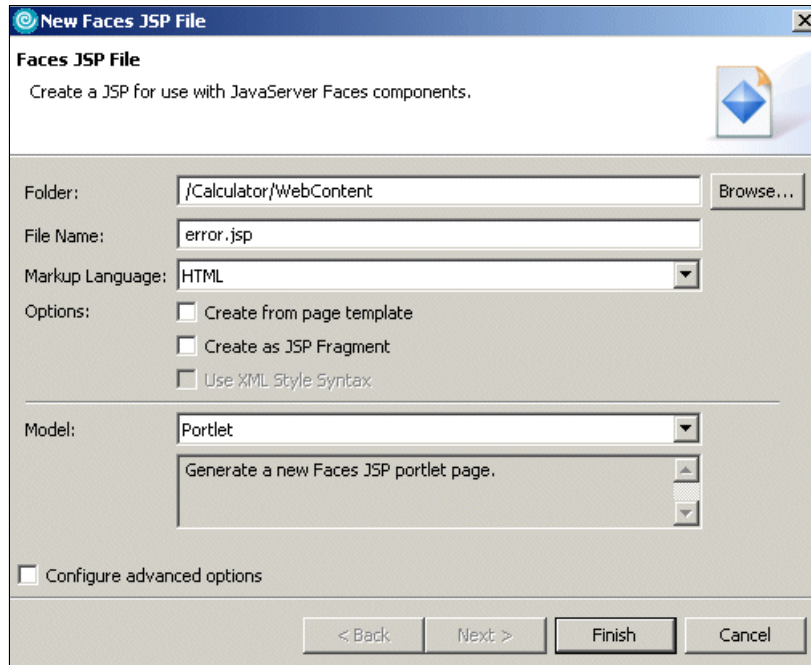 New Faces JSP File
Faces JSP File
Create a JSP for use with JavaServer Faces components.
Folder: /Calculator/WebContent Browse...
File Name: error.jsp
Markup Language: HTML
Options: Create from page template
Create as JSP Fragment
Use XML Style Syntax
Model: Portlet
Generate a new Faces JSP portlet page.
Configure advanced options
< Back Next > Finish Cancel